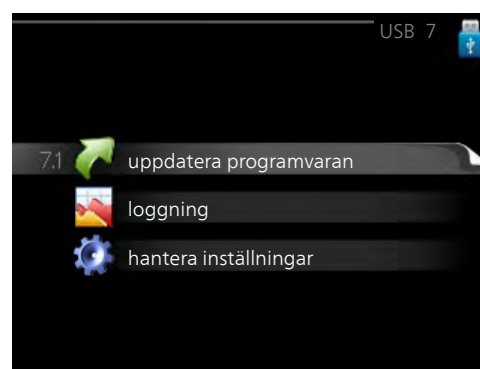 USB 7
7.1 uppdatera programvaran
loggning
hantera inställningar